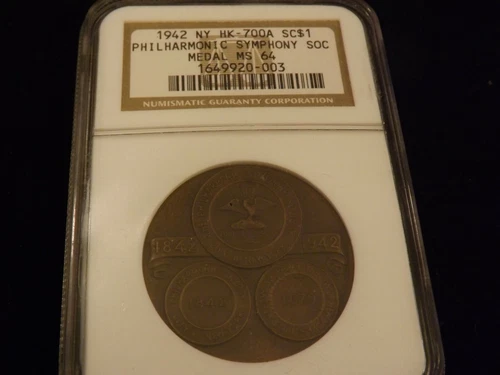 1942 NY HK-700A SC$1
PHILHARMONIC SYMPHONY SOC
MEDAL MS 64
1649920-003
NUMISMATIC GUARANTY CORPORATION
1842 1942